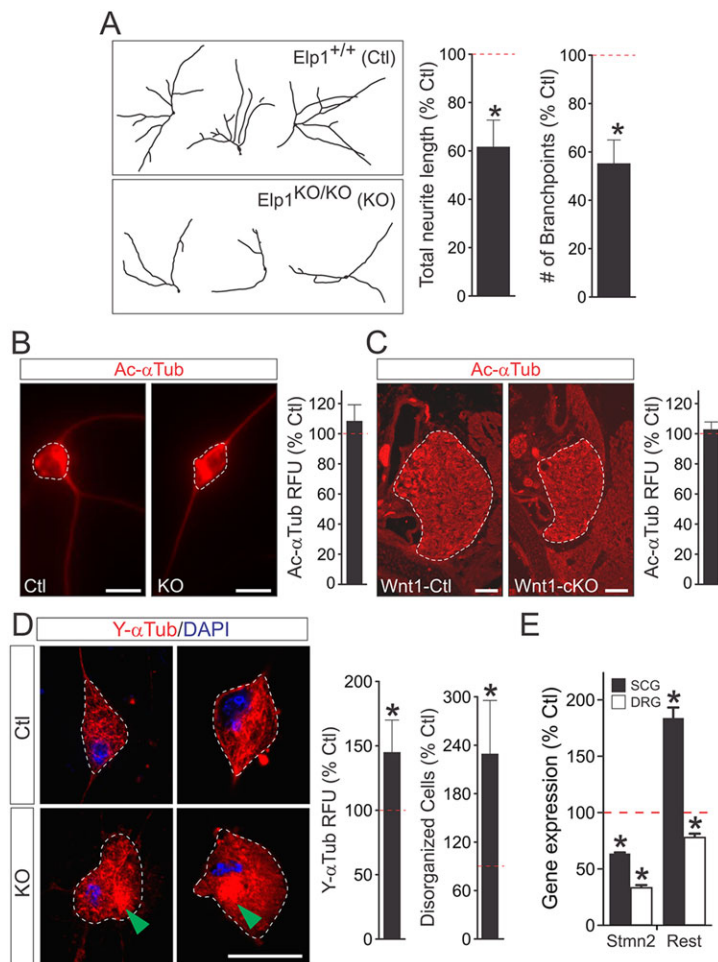 A
Elp1+/+ (Ctl)
Elp1KO/KO (KO)
Total neurite length (% Ctl)
100
80
60
40
20
0
*
# of Branchpoints (% Ctl)
100
80
60
40
20
0
*
B
Ac-αTub
Ctl
KO
Ac-αTub RFU (% Ctl)
120
100
80
60
40
20
0
C
Ac-αTub
Wnt1-Ctl
Wnt1-cKO
Ac-αTub RFU (% Ctl)
120
100
80
60
40
20
0
D
Y-αTub/DAPI
Ctl
KO
Y-αTub RFU (% Ctl)
200
150
100
50
0
*
Disorganized Cells (% Ctl)
300
240
180
120
60
0
*
E
SCG
DRG
Gene expression (% Ctl)
200
150
100
50
0
* * * *
Stmn2 Rest